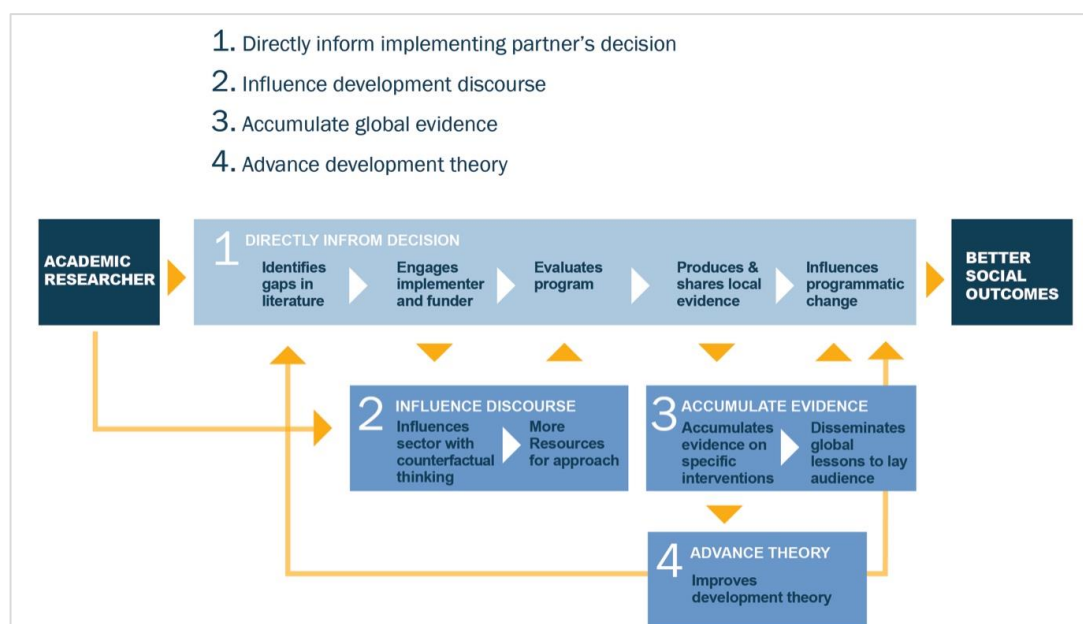 1. Directly inform implementing partner's decision
2. Influence development discourse
3. Accumulate global evidence
4. Advance development theory
ACADEMIC
RESEARCHER
1 DIRECTLY INFROM DECISION
Identifies
gaps in
literature
Engages
implementer
and funder
Evaluates
program
Produces &
shares local
evidence
Influences
programmatic
change
BETTER
SOCIAL
OUTCOMES
2 INFLUENCE DISCOURSE
Influences
sector with
counterfactual
thinking
More
Resources
for approach
3 ACCUMULATE EVIDENCE
Accumulates
evidence on
specific
interventions
Disseminates
global
lessons to lay
audience
4 ADVANCE THEORY
Improves
development theory